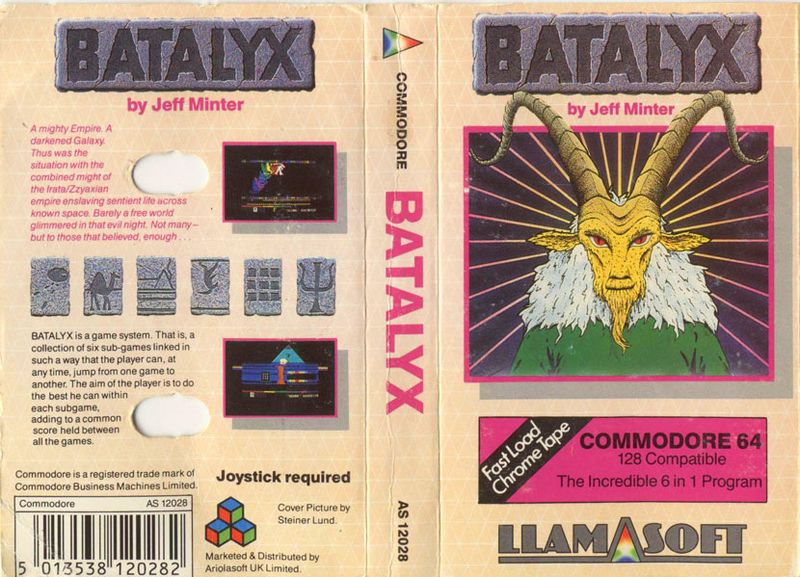 BATALYX
by Jeff Minter
A mighty Empire. A
darkened Galaxy.
Thus was the
situation with the
combined might of
the Irata/Zzyaxian
empire enslaving sentient life across
known space. Barely a free world
glimmered in that evil night. Not many–
but to those that believed, enough . . .
BATALYX is a game system. That is, a
collection of six sub-games linked in
such a way that the player can, at
any time, jump from one game to
another. The aim of the player is to do
the best he can within
each subgame,
adding to a common
score held between
all the games.
Commodore is a registered trade mark of
Commodore Business Machines Limited.
Commodore AS 12028
5 013538 120282
Joystick required
Cover Picture by
Steiner Lund.
Marketed & Distributed by
Ariolasoft UK Limited.
COMMODORE
BATALYX
AS 12028
BATALYX
by Jeff Minter
Fast Load
Chrome Tape
COMMODORE 64
128 Compatible
The Incredible 6 in 1 Program
LLAMASOFT